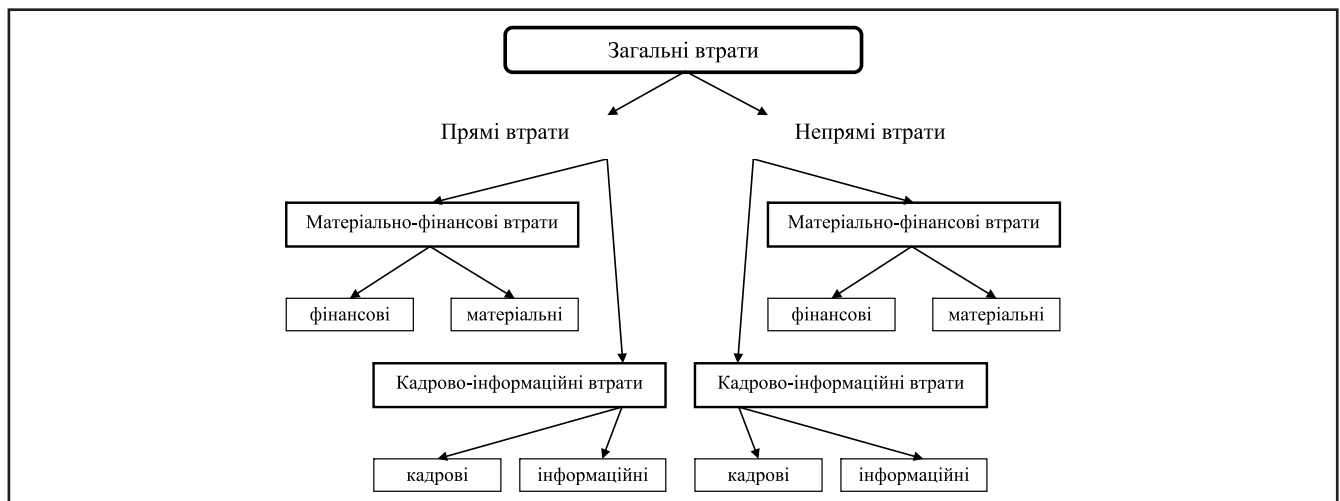 Загальні втрати
Прямі втрати
Непрямі втрати
Матеріально-фінансові втрати
Матеріально-фінансові втрати
фінансові
матеріальні
фінансові
матеріальні
Кадрово-інформаційні втрати
Кадрово-інформаційні втрати
кадрові
інформаційні
кадрові
інформаційні